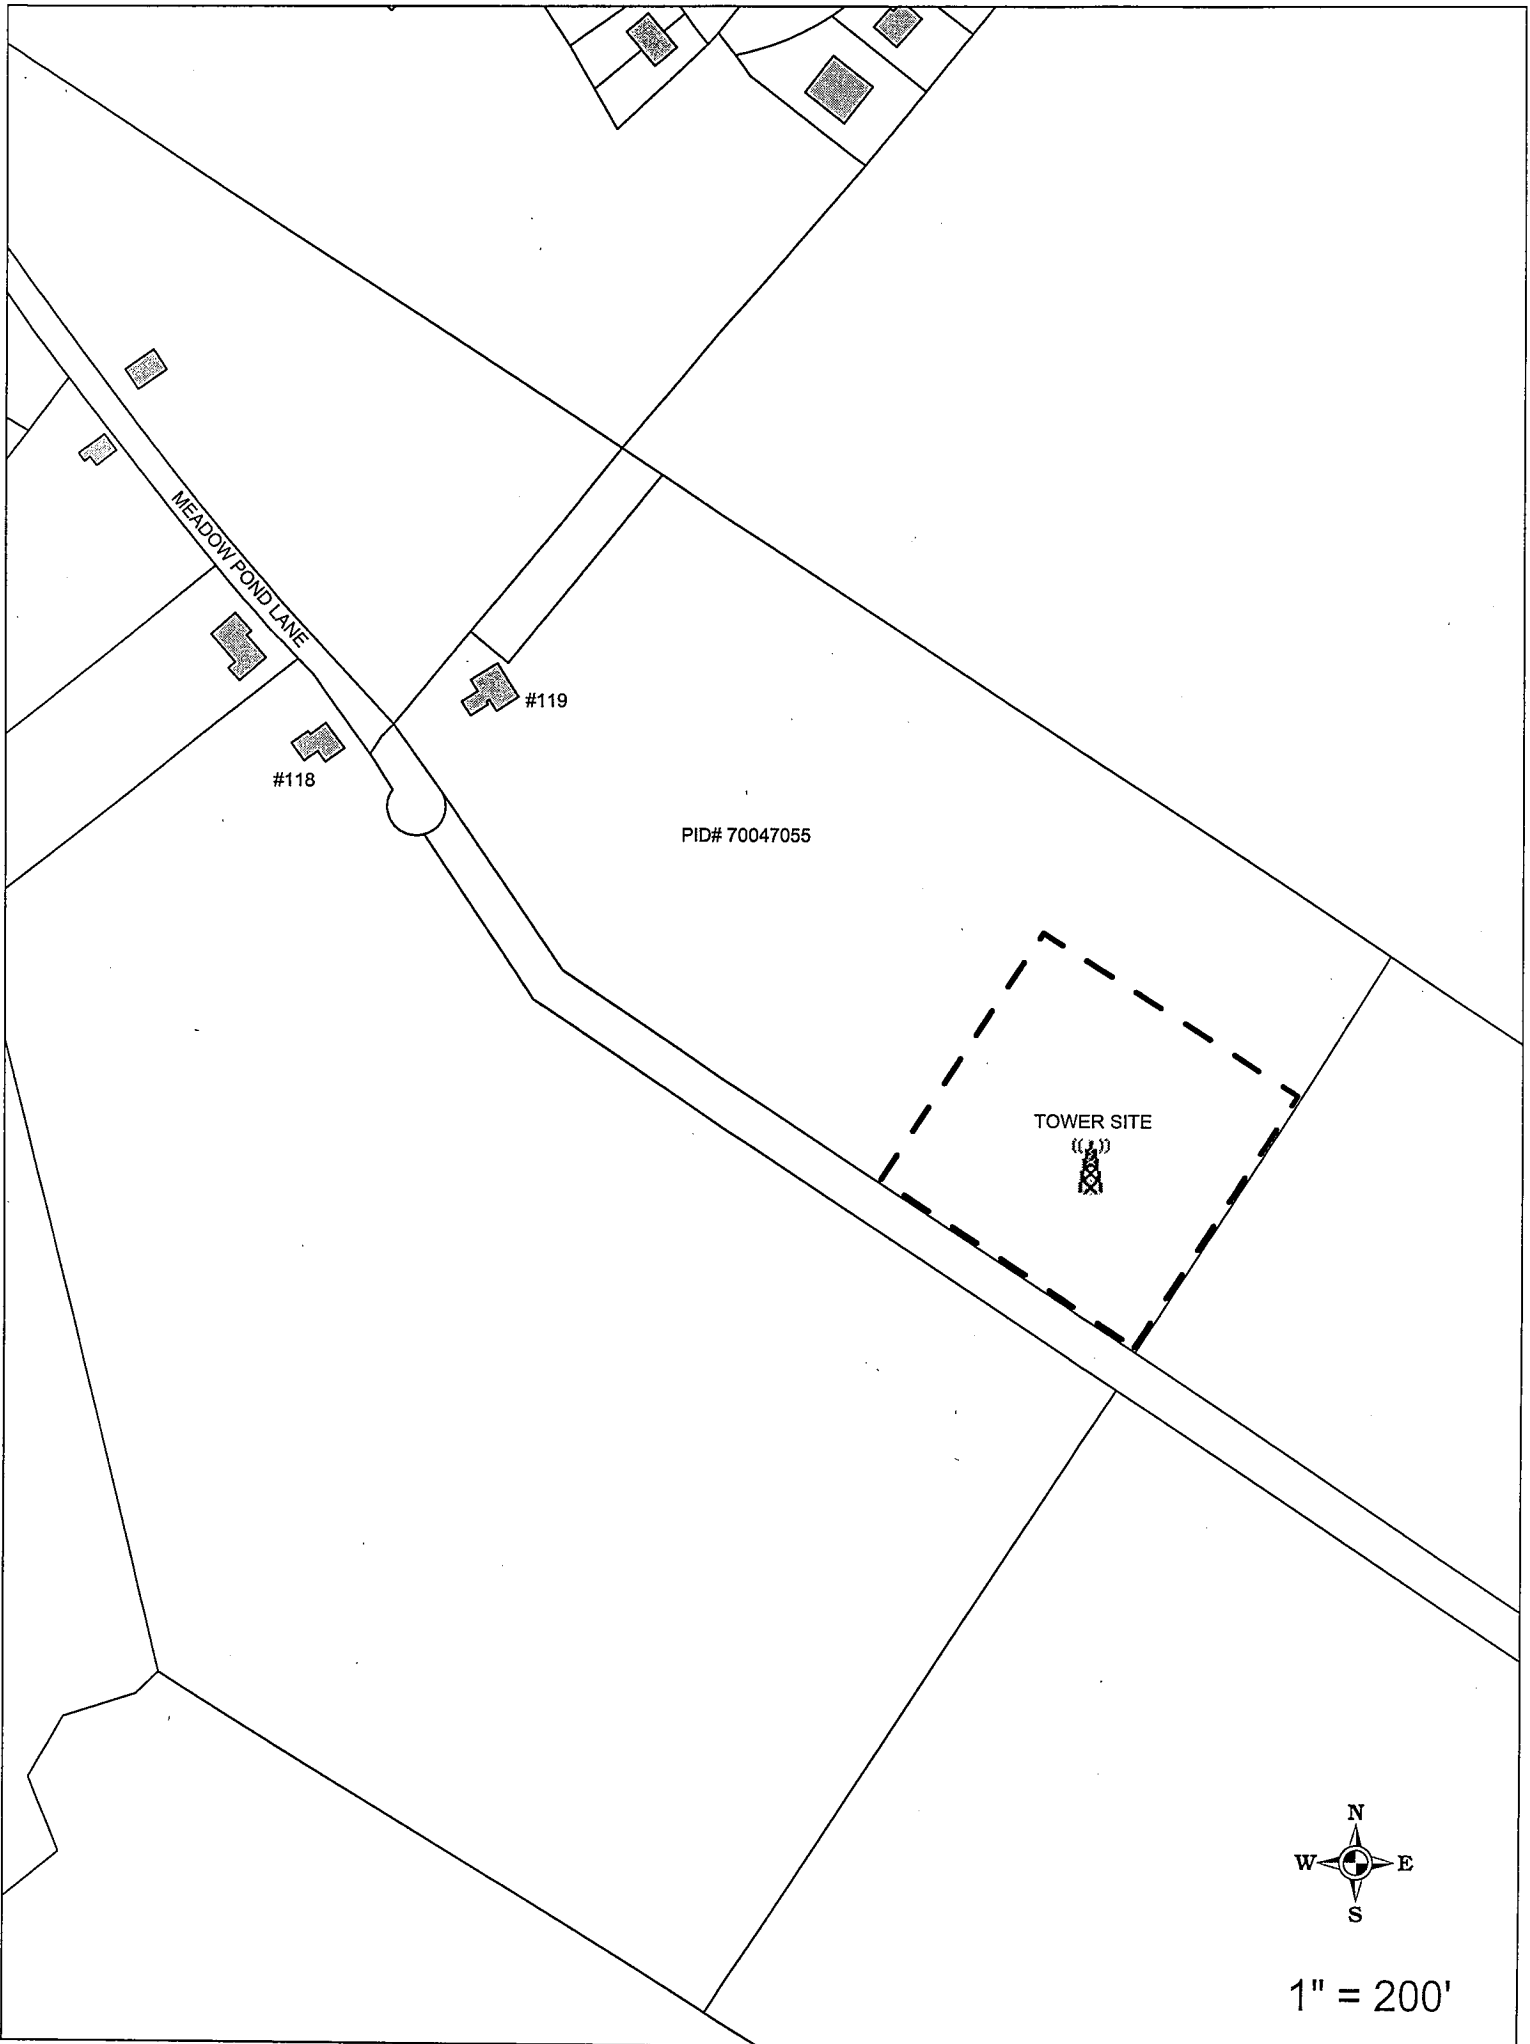 MEADOW POND LANE
#119
#118
PID# 70047055
TOWER SITE
N
W E
S
1" = 200'